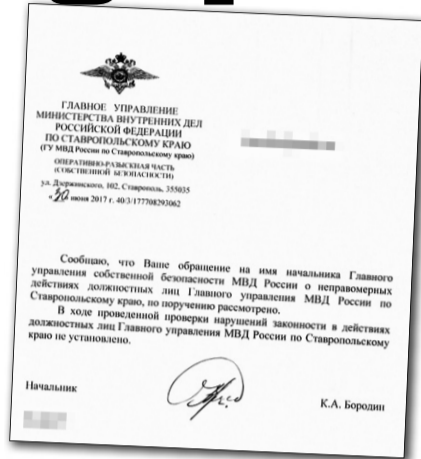 ГЛАВНОЕ УПРАВЛЕНИЕ
МИНИСТЕРСТВА ВНУТРЕННИХ ДЕЛ
РОССИЙСКОЙ ФЕДЕРАЦИИ
ПО СТАВРОПОЛЬСКОМУ КРАЮ
(ГУ МВД России по Ставропольскому краю)
ОПЕРАТИВНО-РАЗЫСКНАЯ ЧАСТЬ
(СОБСТВЕННОЙ БЕЗОПАСНОСТИ)
ул. Дзержинского, 102, Ставрополь, 355035
«30 июня 2017 г. 40/3/177708293062
Сообщаю, что Ваше обращение на имя начальника Главного
управления собственной безопасности МВД России о неправомерных
действиях должностных лиц Главного управления МВД России по
Ставропольскому краю, по поручению рассмотрено.
В ходе проведенной проверки нарушений законности в действиях
должностных лиц Главного управления МВД России по Ставропольскому
краю не установлено.
Начальник
К.А. Бородин